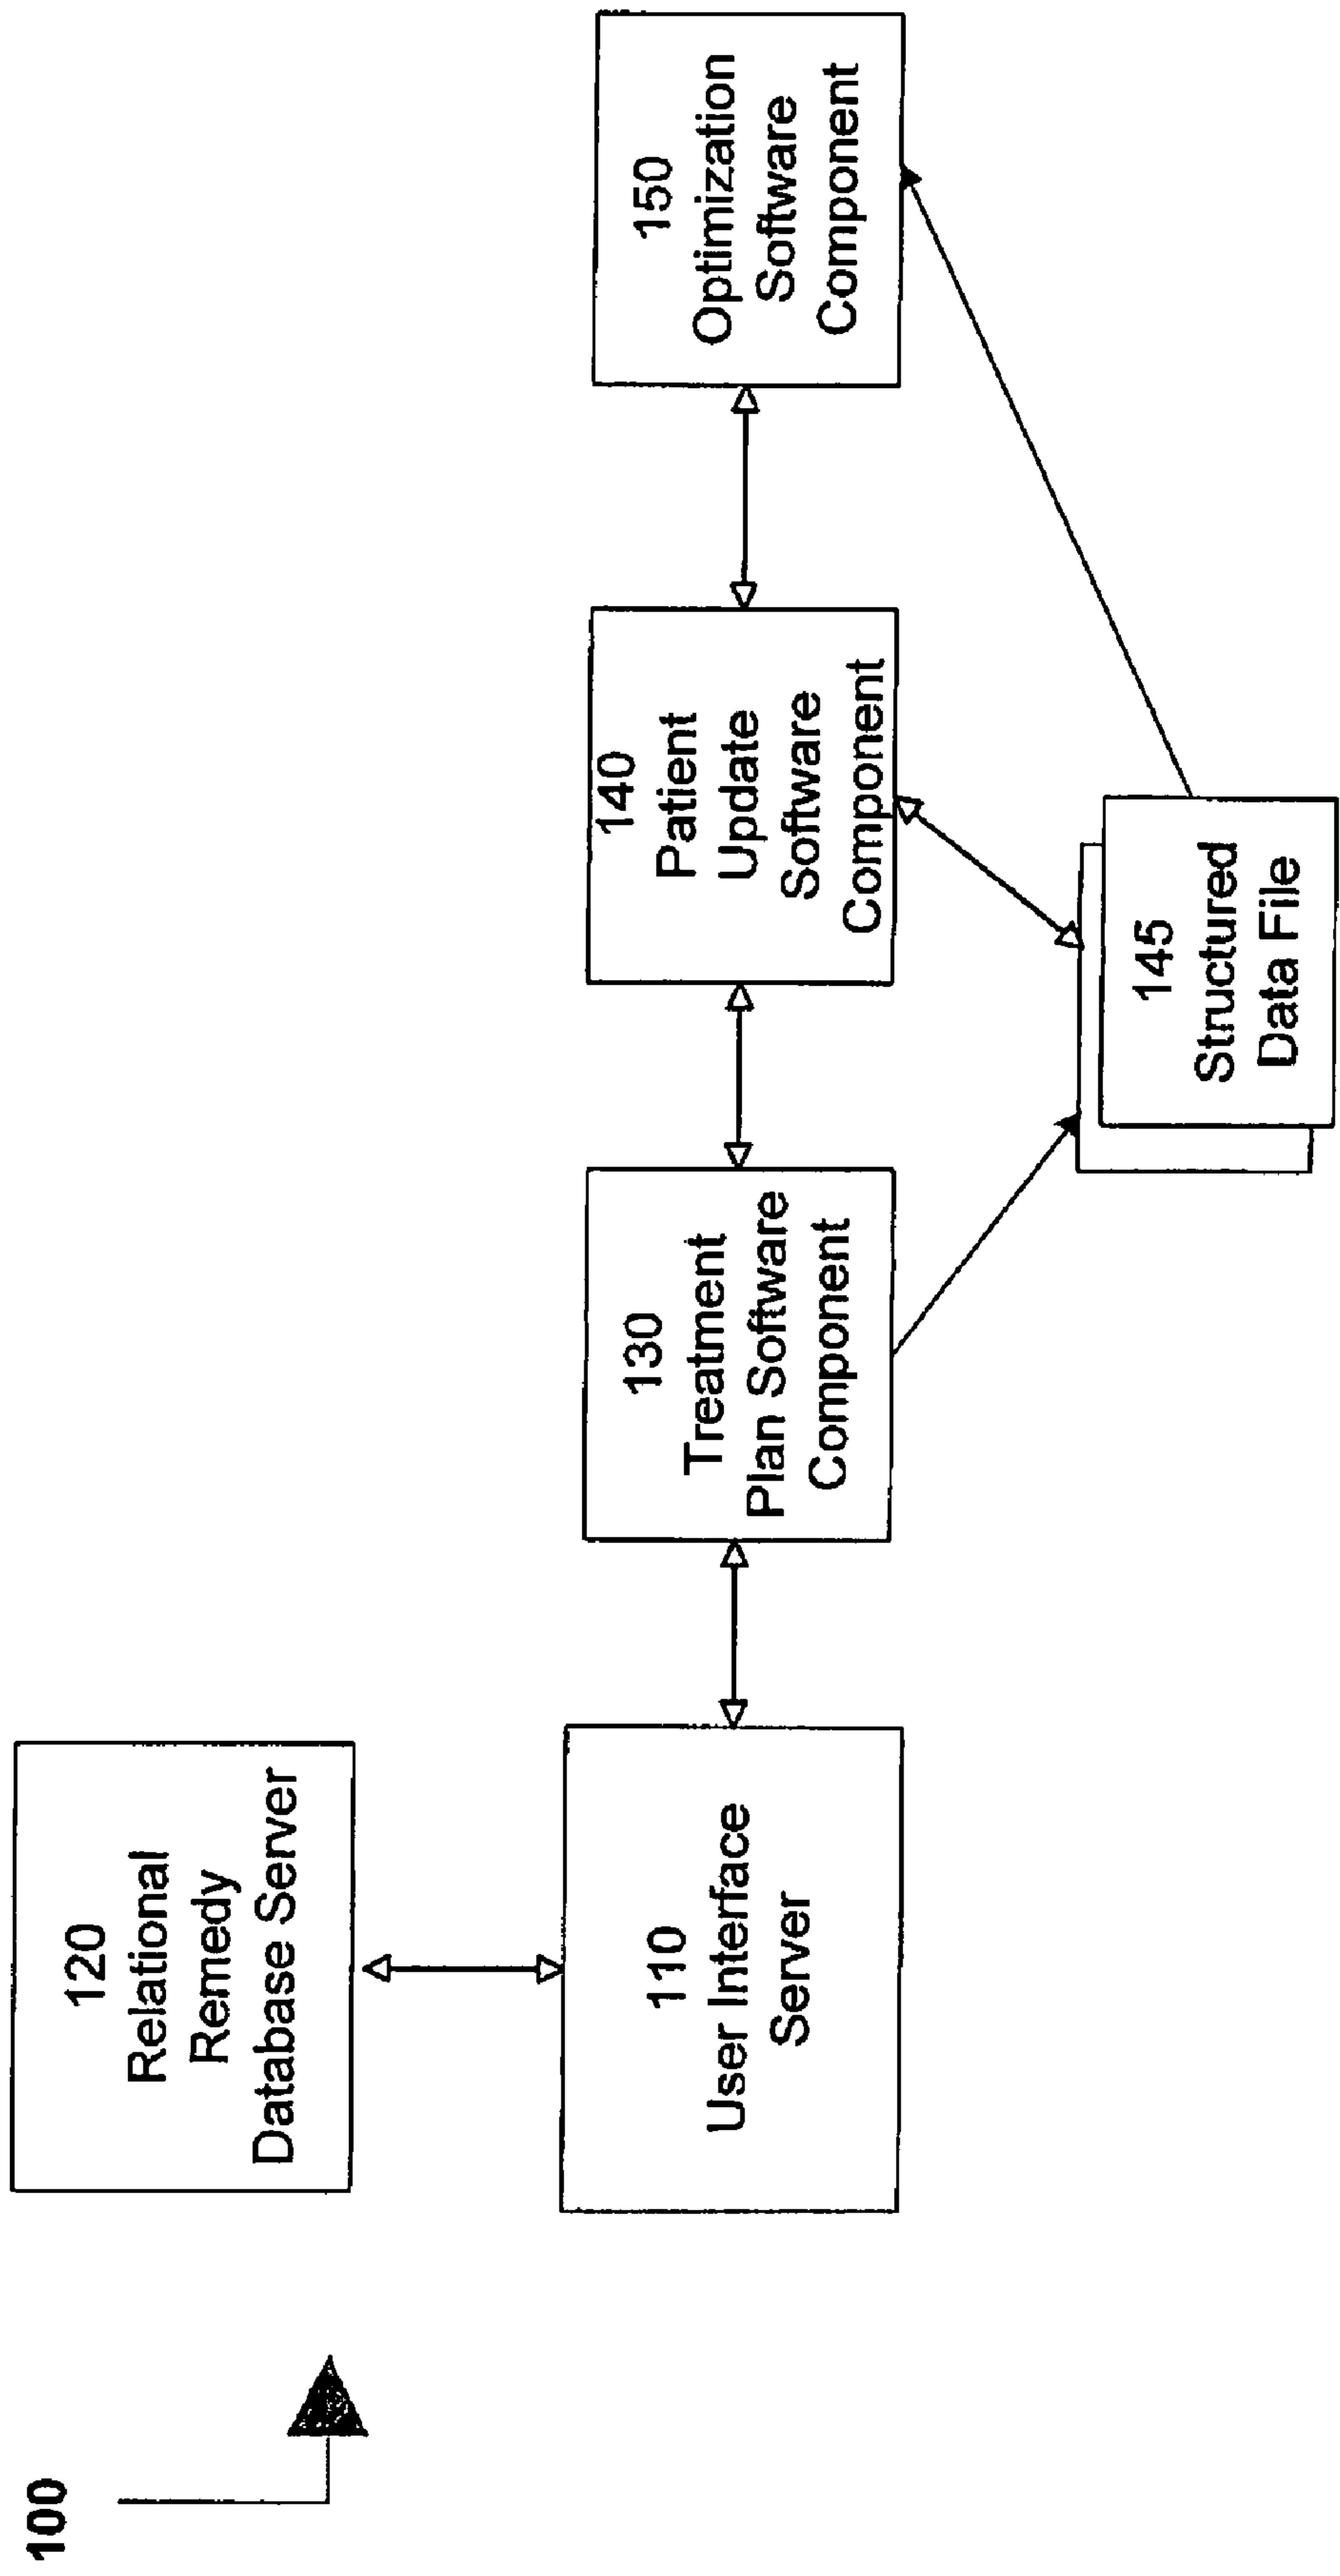 100
120
Relational
Remedy
Database Server
110
User Interface
Server
130
Treatment
Plan Software
Component
140
Patient
Update
Software
Component
150
Optimization
Software
Component
145
Structured
Data File